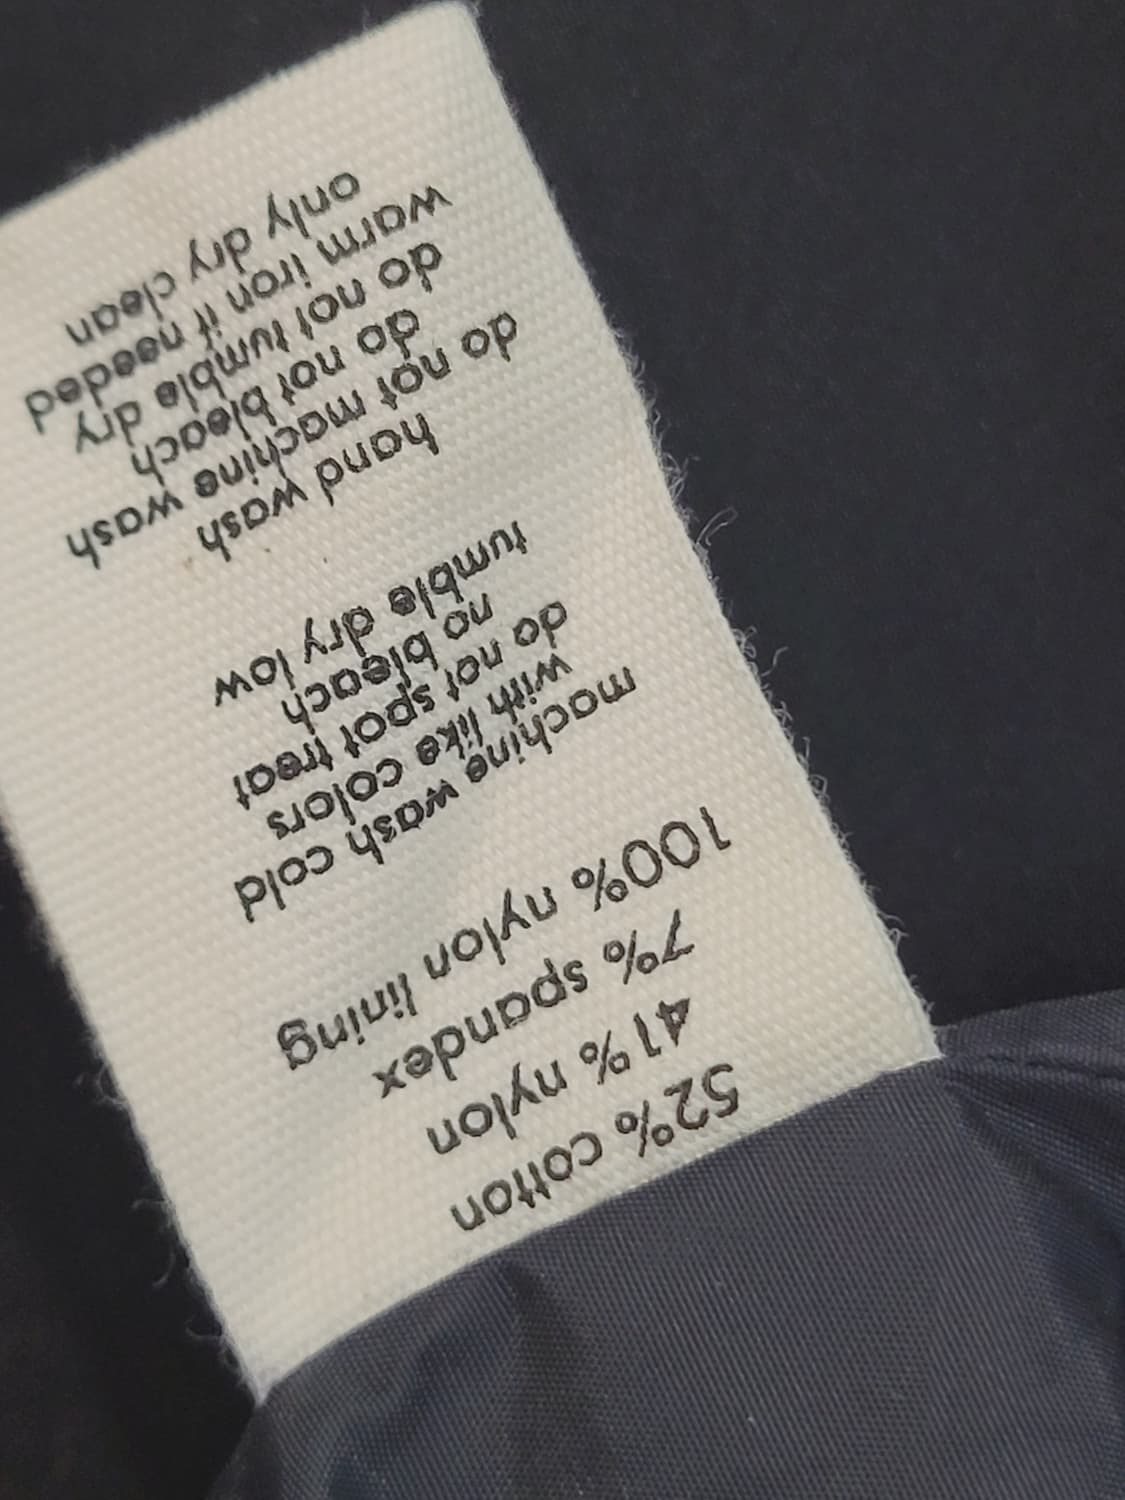 52% cotton
41% nylon
7% spandex
100% nylon lining
machine wash cold
with like colors
do not spot treat
no bleach
tumble dry low
hand wash
do not machine wash
do not bleach
do not tumble dry
warm iron if needed
only dry clean